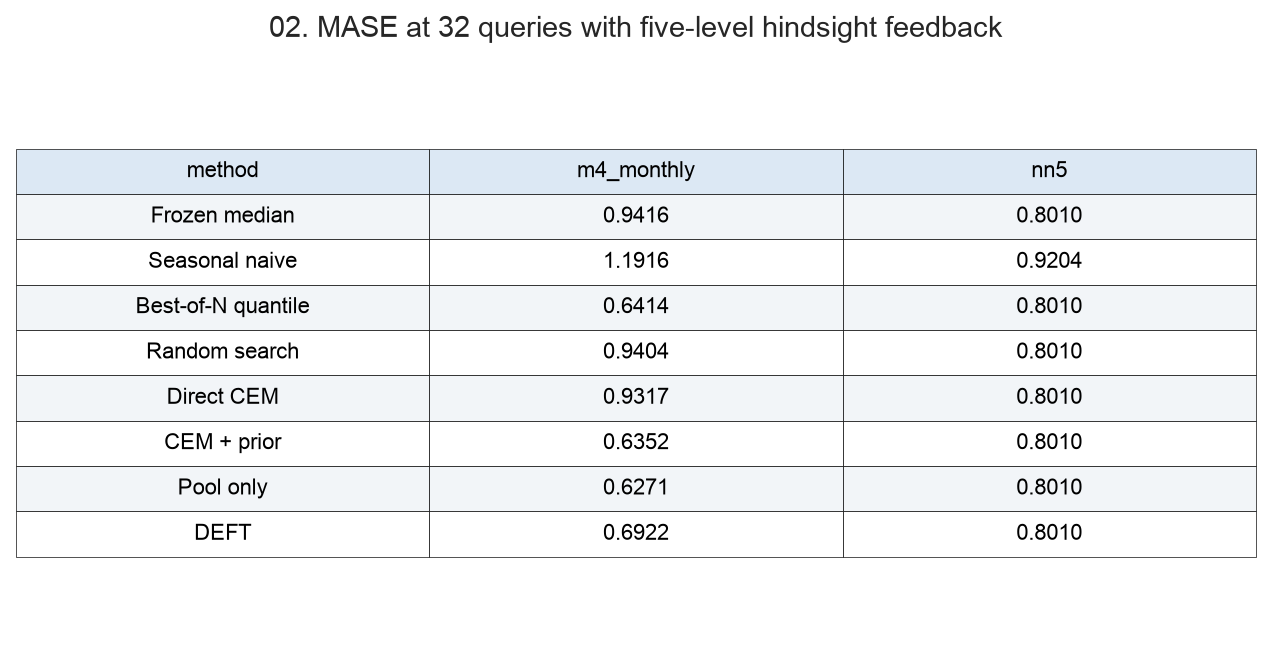 02. MASE at 32 queries with five-level hindsight feedback
method m4_monthly nn5
Frozen median 0.9416 0.8010
Seasonal naive 1.1916 0.9204
Best-of-N quantile 0.6414 0.8010
Random search 0.9404 0.8010
Direct CEM 0.9317 0.8010
CEM + prior 0.6352 0.8010
Pool only 0.6271 0.8010
DEFT 0.6922 0.8010